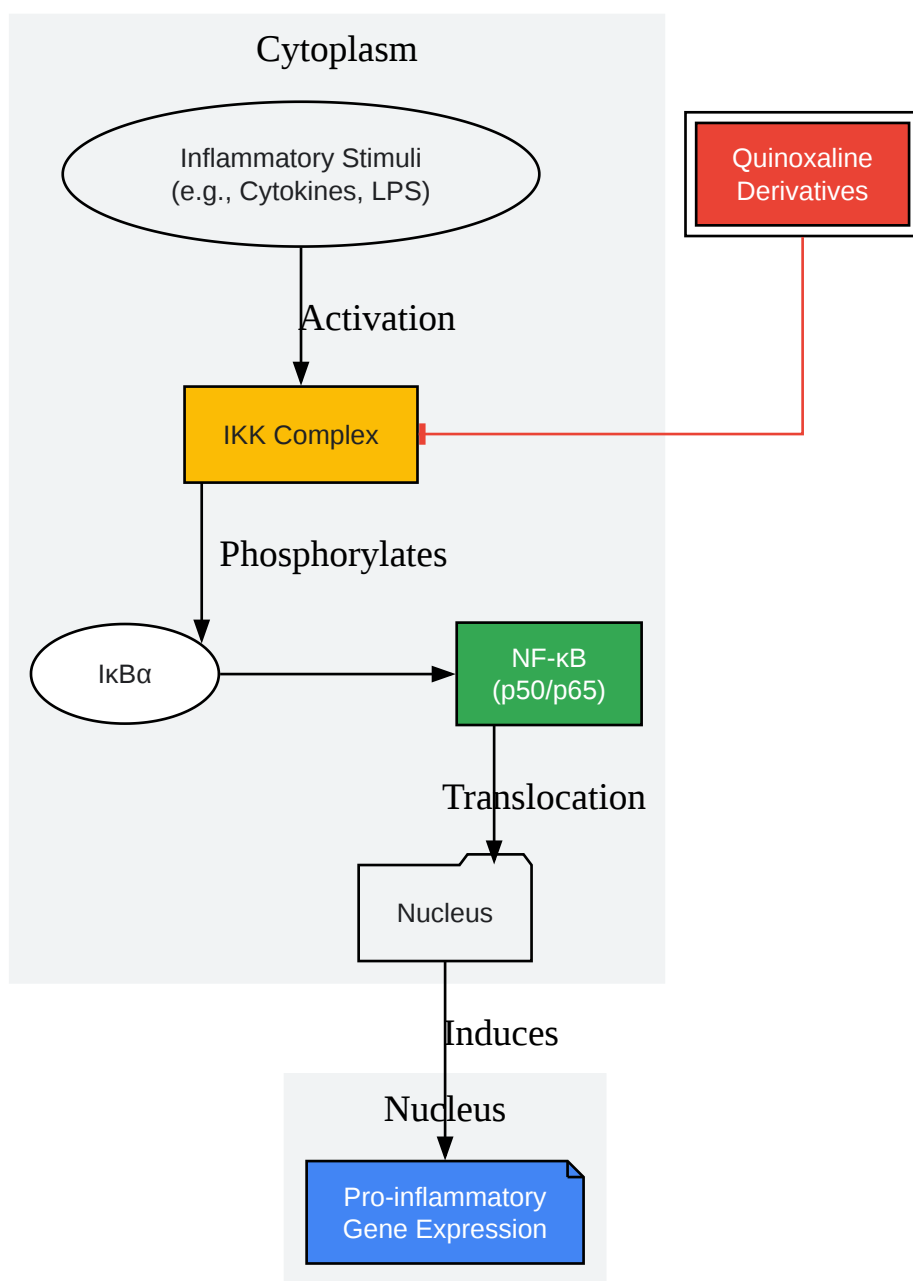 Cytoplasm
Inflammatory Stimuli
(e.g., Cytokines, LPS)
Quinoxaline
Derivatives
Activation
IKK Complex
Phosphorylates
IκBα
NF-κB
(p50/p65)
Translocation
Nucleus
Induces
Nucleus
Pro-inflammatory
Gene Expression